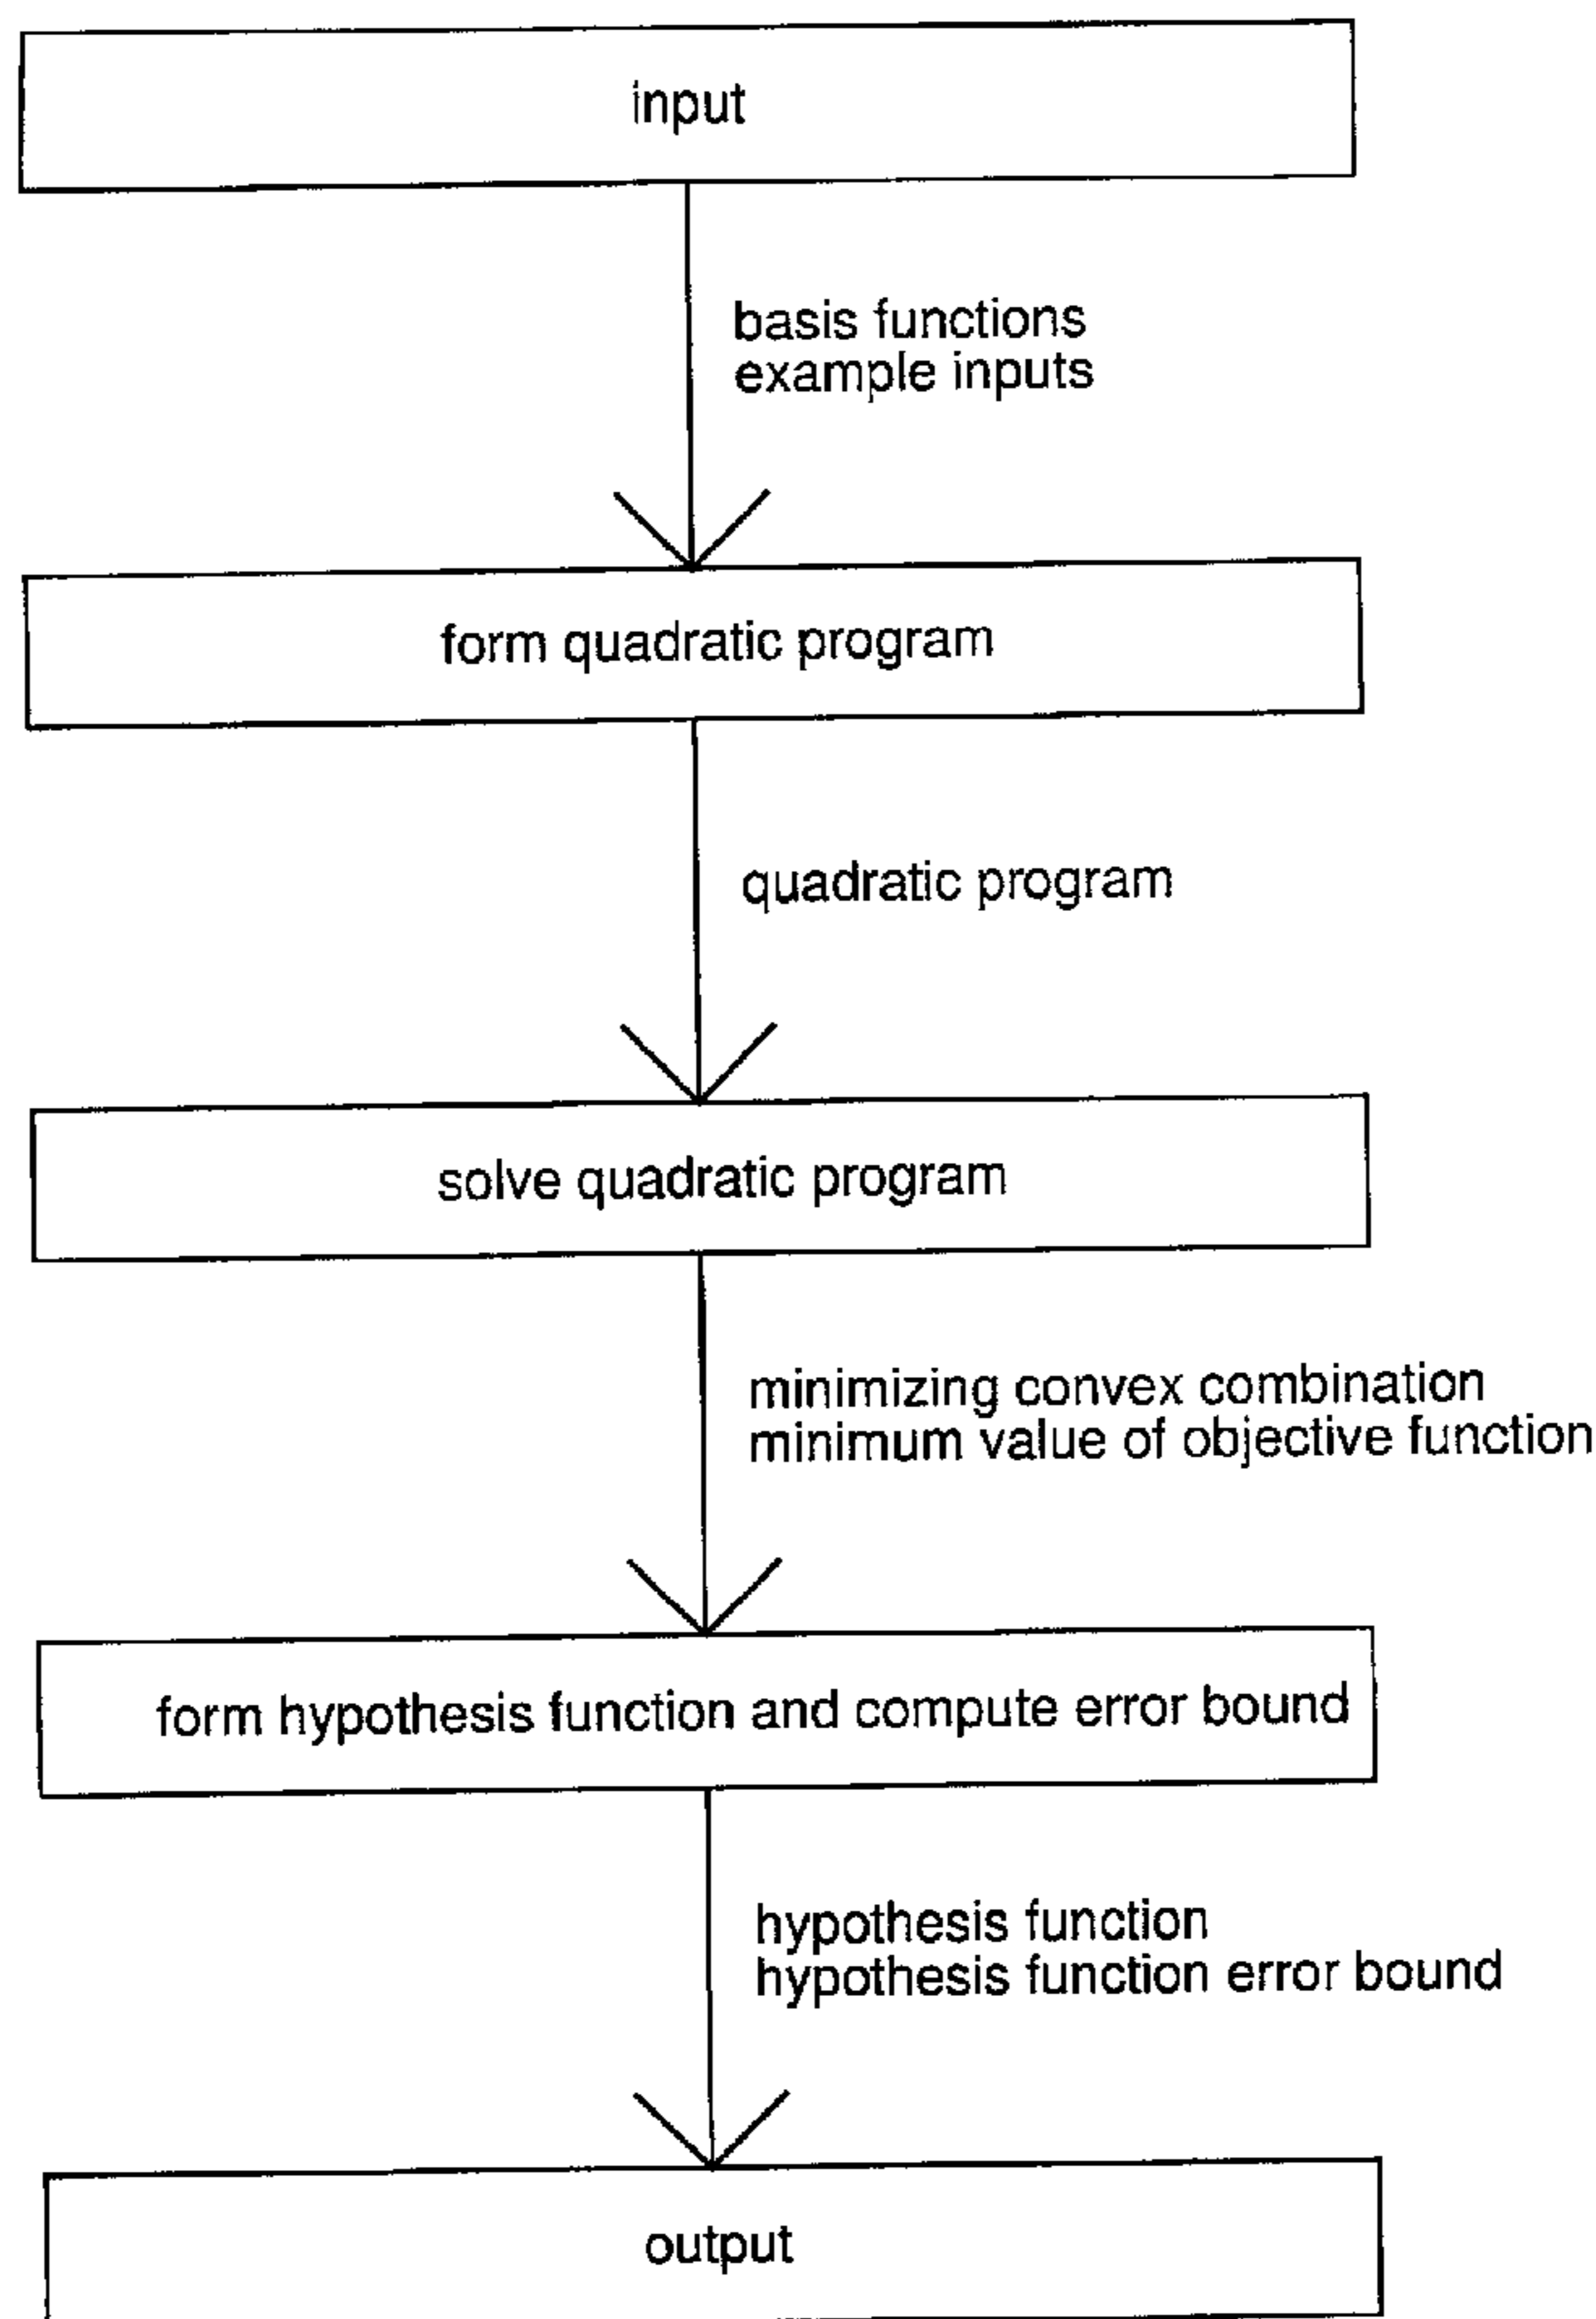 input
basis functions
example inputs
form quadratic program
quadratic program
solve quadratic program
minimizing convex combination
minimum value of objective function
form hypothesis function and compute error bound
hypothesis function
hypothesis function error bound
output